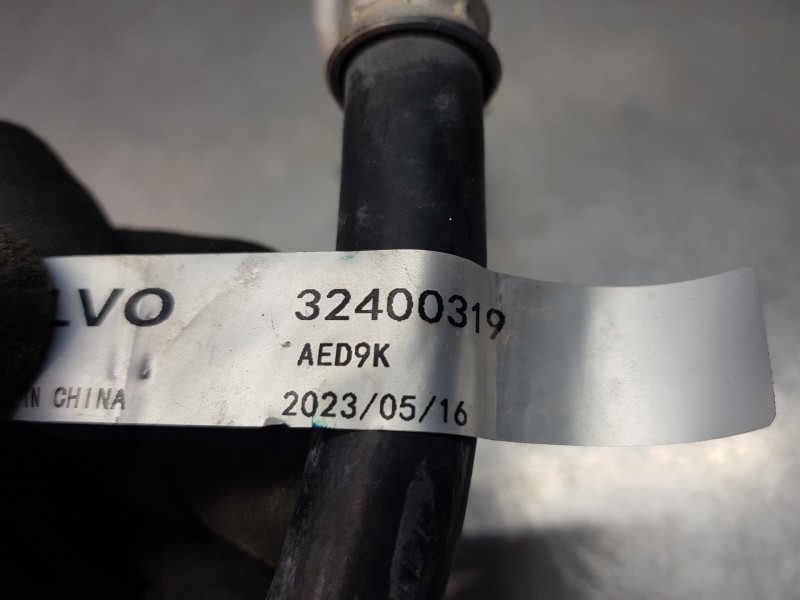 LVO
32400319
AED9K
IN CHINA
2023/05/16